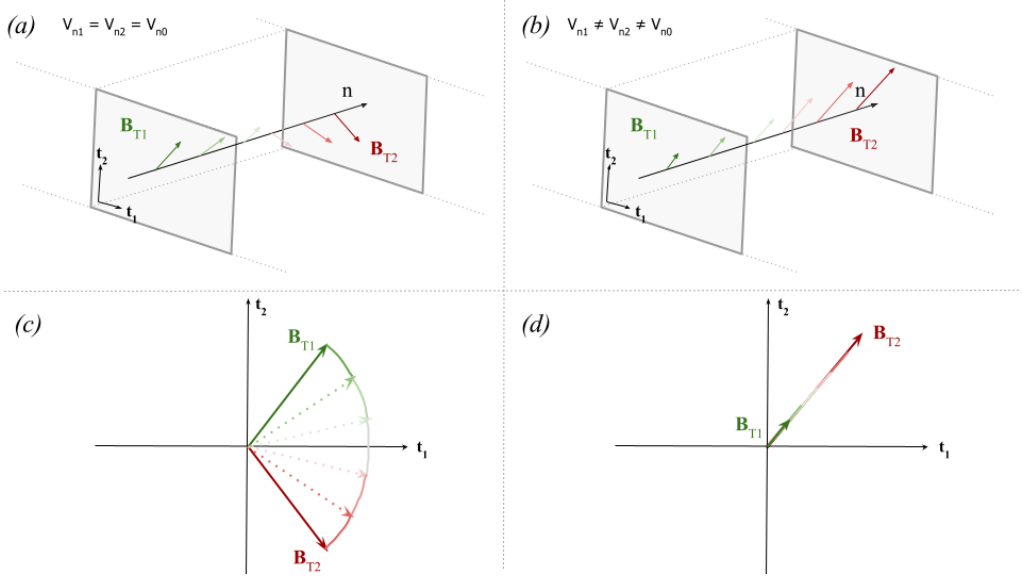 (a) V_n1 = V_n2 = V_n0
n
B_T1
B_T2
t_2
t_1
(b) V_n1 ≠ V_n2 ≠ V_n0
n
B_T1
B_T2
t_2
t_1
(c)
t_2
B_T1
t_1
B_T2
(d)
t_2
B_T2
B_T1
t_1